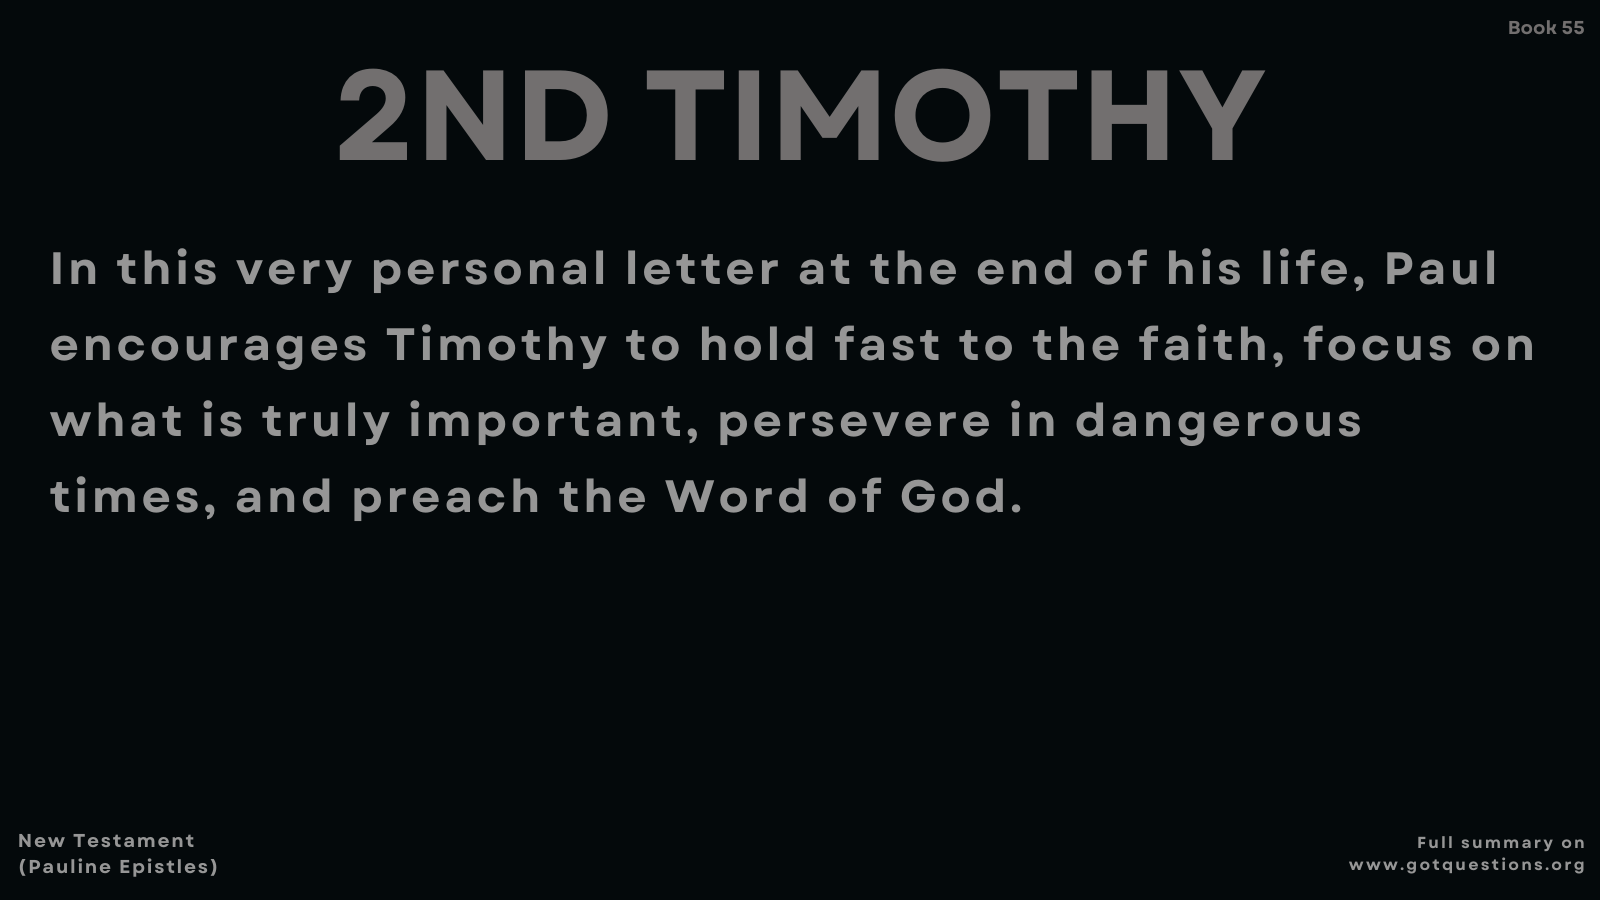 Book 55
2ND TIMOTHY
In this very personal letter at the end of his life, Paul
encourages Timothy to hold fast to the faith, focus on
what is truly important, persevere in dangerous
times, and preach the Word of God.
New Testament
(Pauline Epistles)
Full summary on
www.gotquestions.org